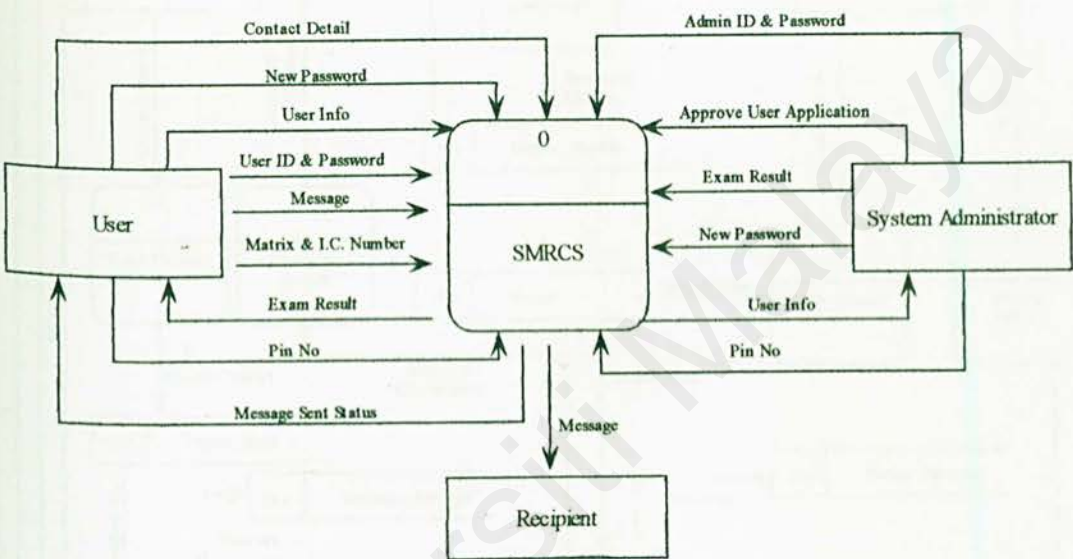 Contact Detail
Admin ID & Password
New Password
User Info
Approve User Application
0
User ID & Password
Exam Result
Message
User
System Administrator
Matrix & I.C. Number
New Password
SMRCS
Exam Result
User Info
Pin No
Pin No
Message Sent Status
Message
Recipient
siti Malaya